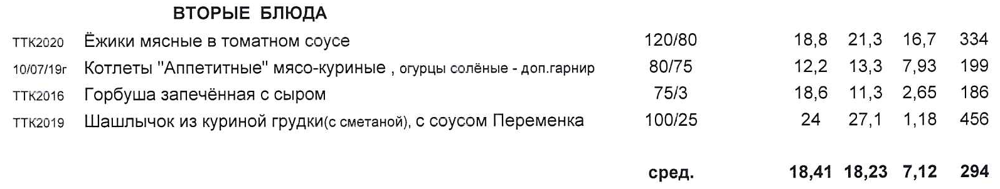 ВТОРЫЕ БЛЮДА
ТТК2020 Ёжики мясные в томатном соусе 120/80 18,8 21,3 16,7 334
10/07/19г Котлеты "Аппетитные" мясо-куриные , огурцы солёные - доп.гарнир 80/75 12,2 13,3 7,93 199
ТТК2016 Горбуша запечённая с сыром 75/3 18,6 11,3 2,65 186
ТТК2019 Шашлычок из куриной грудки(с сметаной), с соусом Переменка 100/25 24 27,1 1,18 456
сред. 18,41 18,23 7,12 294